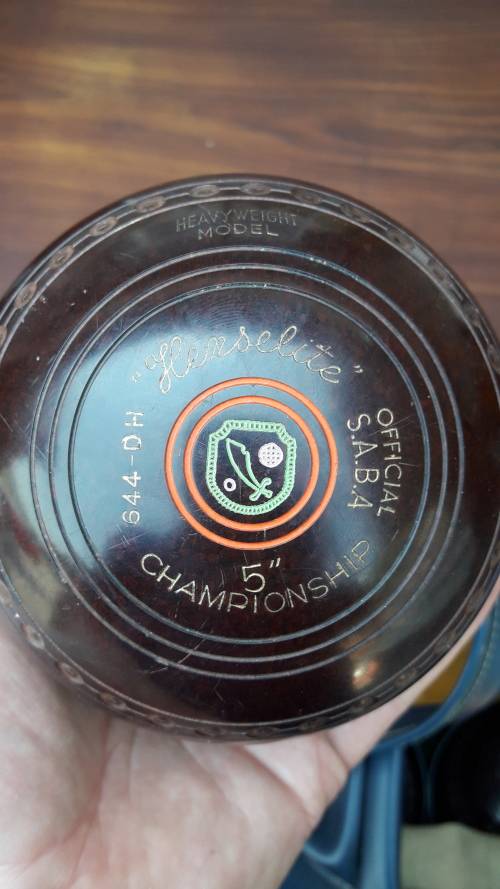 HEAVYWEIGHT
MODEL
"Henselite"
644-DH
OFFICIAL
S.A.B.A
5"
CHAMPIONSHIP